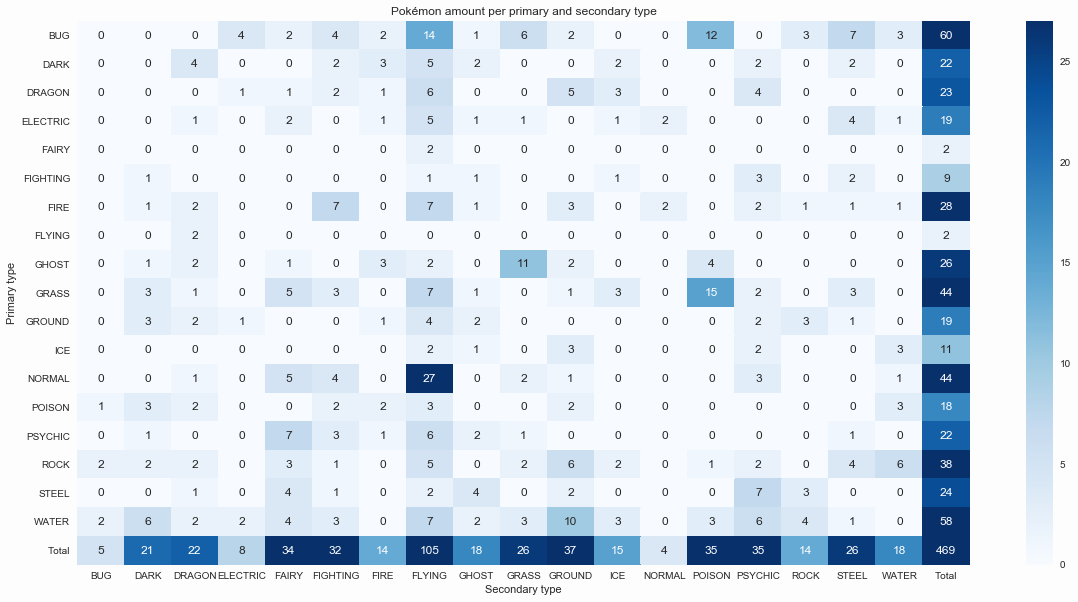 Pokémon amount per primary and secondary type
BUG 0 0 0 4 2 4 2 14 1 6 2 0 0 12 0 3 7 3 60
DARK 0 0 4 0 0 2 3 5 2 0 0 2 0 0 2 0 2 0 22
DRAGON 0 0 0 1 1 2 1 6 0 0 5 3 0 0 4 0 0 0 23
ELECTRIC 0 0 1 0 2 0 1 5 1 1 0 1 2 0 0 0 4 1 19
FAIRY 0 0 0 0 0 0 0 2 0 0 0 0 0 0 0 0 0 0 2
FIGHTING 0 1 0 0 0 0 0 1 1 0 0 1 0 0 3 0 2 0 9
FIRE 0 1 2 0 0 7 0 7 1 0 3 0 2 0 2 1 1 1 28
FLYING 0 0 2 0 0 0 0 0 0 0 0 0 0 0 0 0 0 0 2
GHOST 0 1 2 0 1 0 3 2 0 11 2 0 0 4 0 0 0 0 26
GRASS 0 3 1 0 5 3 0 7 1 0 1 3 0 15 2 0 3 0 44
GROUND 0 3 2 1 0 0 1 4 2 0 0 0 0 0 2 3 1 0 19
ICE 0 0 0 0 0 0 0 2 1 0 3 0 0 0 2 0 0 3 11
NORMAL 0 0 1 0 5 4 0 27 0 2 1 0 0 0 3 0 0 1 44
POISON 1 3 2 0 0 2 2 3 0 0 2 0 0 0 0 0 0 3 18
PSYCHIC 0 1 0 0 7 3 1 6 2 1 0 0 0 0 0 0 1 0 22
ROCK 2 2 2 0 3 1 0 5 0 2 6 2 0 1 2 0 4 6 38
STEEL 0 0 1 0 4 1 0 2 4 0 2 0 0 0 7 3 0 0 24
WATER 2 6 2 2 4 3 0 7 2 3 10 3 0 3 6 4 1 0 58
Total 5 21 22 8 34 32 14 105 18 26 37 15 4 35 35 14 26 18 469
BUG DARK DRAGON ELECTRIC FAIRY FIGHTING FIRE FLYING GHOST GRASS GROUND ICE NORMAL POISON PSYCHIC ROCK STEEL WATER Total
Secondary type
Primary type
25
20
15
10
5
0